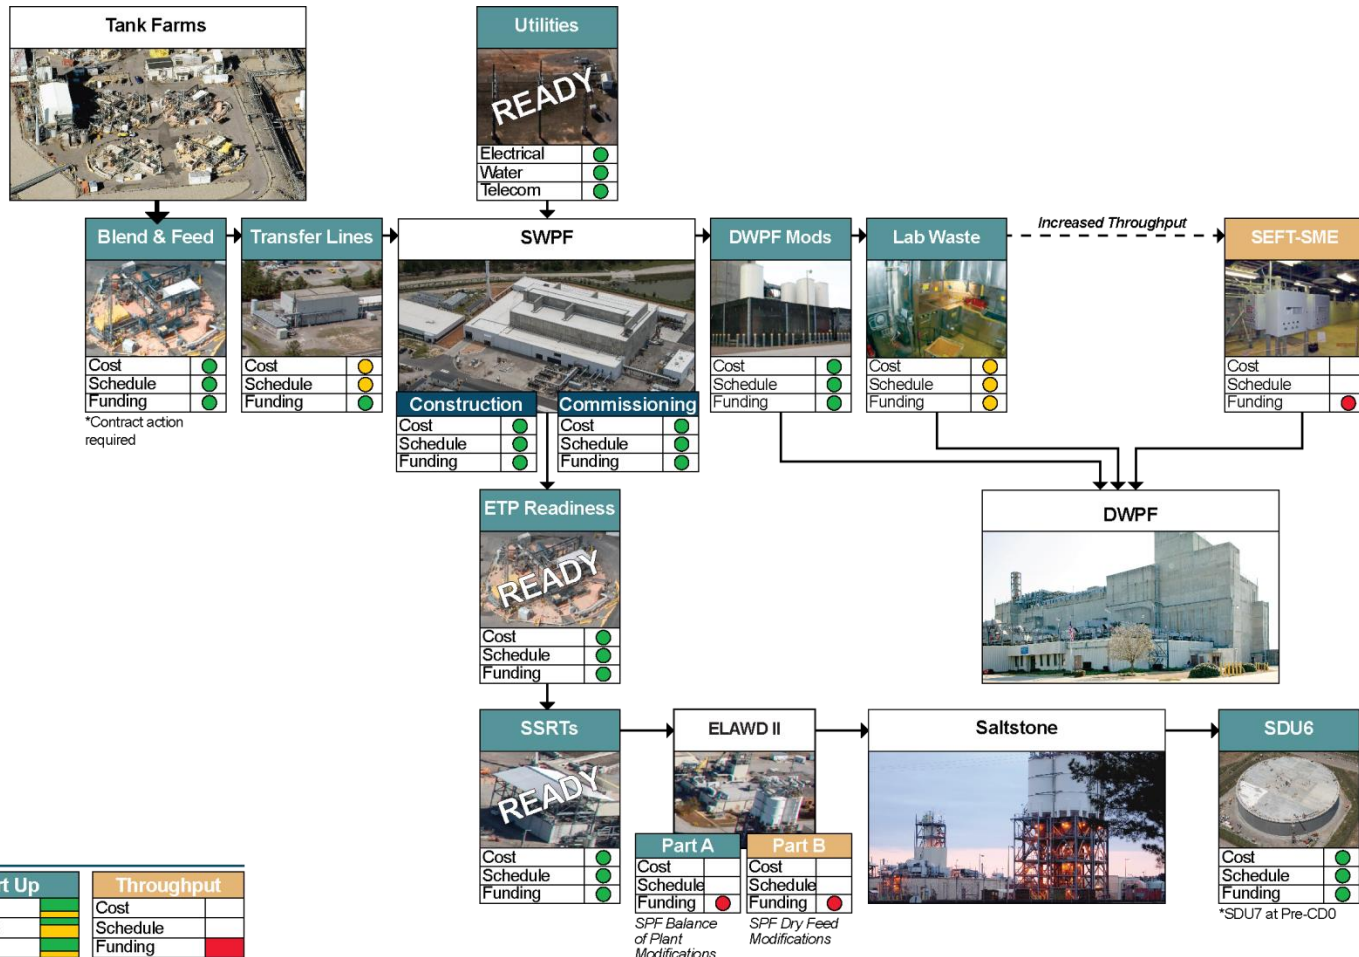 Tank Farms
Utilities
READY
Electrical
Water
Telecom
Blend & Feed
Cost
Schedule
Funding
*Contract action
required
Transfer Lines
Cost
Schedule
Funding
SWPF
Construction
Cost
Schedule
Funding
Commissioning
Cost
Schedule
Funding
DWPF Mods
Cost
Schedule
Funding
Lab Waste
Cost
Schedule
Funding
Increased Throughput
SEFT-SME
Cost
Schedule
Funding
ETP Readiness
READY
Cost
Schedule
Funding
DWPF
SSRTs
READY
Cost
Schedule
Funding
ELAWD II
Part A
Cost
Schedule
Funding
SPF Balance
of Plant
Modifications
Part B
Cost
Schedule
Funding
SPF Dry Feed
Modifications
Saltstone
SDU6
Cost
Schedule
Funding
*SDU7 at Pre-CD0
rt Up
Throughput
Cost
Schedule
Funding